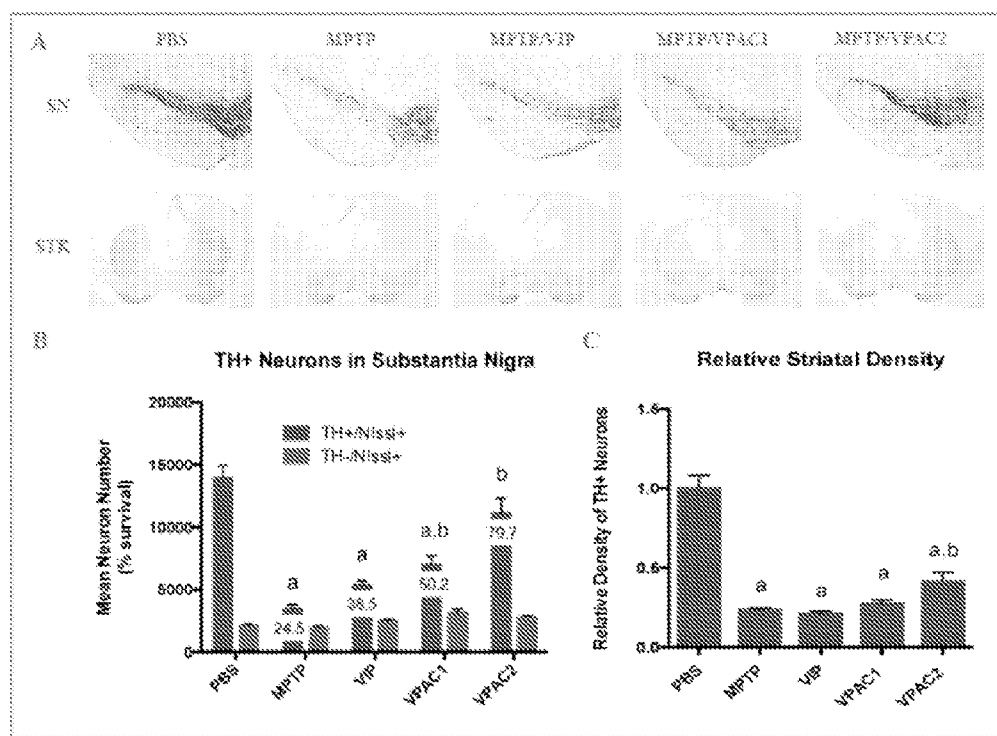 A
PBS MPTP MPTP/VIP MPTP/VPAC1 MPTP/VPAC2
SN
STR
B
TH+ Neurons in Substantia Nigra
Mean Neuron Number
(% survival)
20000
15000
10000
5000
0
TH+/Nissl+
TH-/Nissl+
a
24.5
a
38.5
a,b
50.2
b
79.7
PBS MPTP VIP VPAC1 VPAC2
C
Relative Striatal Density
Relative Density of TH+ Neurons
1.5
1.0
0.5
0.0
a
a
a
a,b
PBS MPTP VIP VPAC1 VPAC2